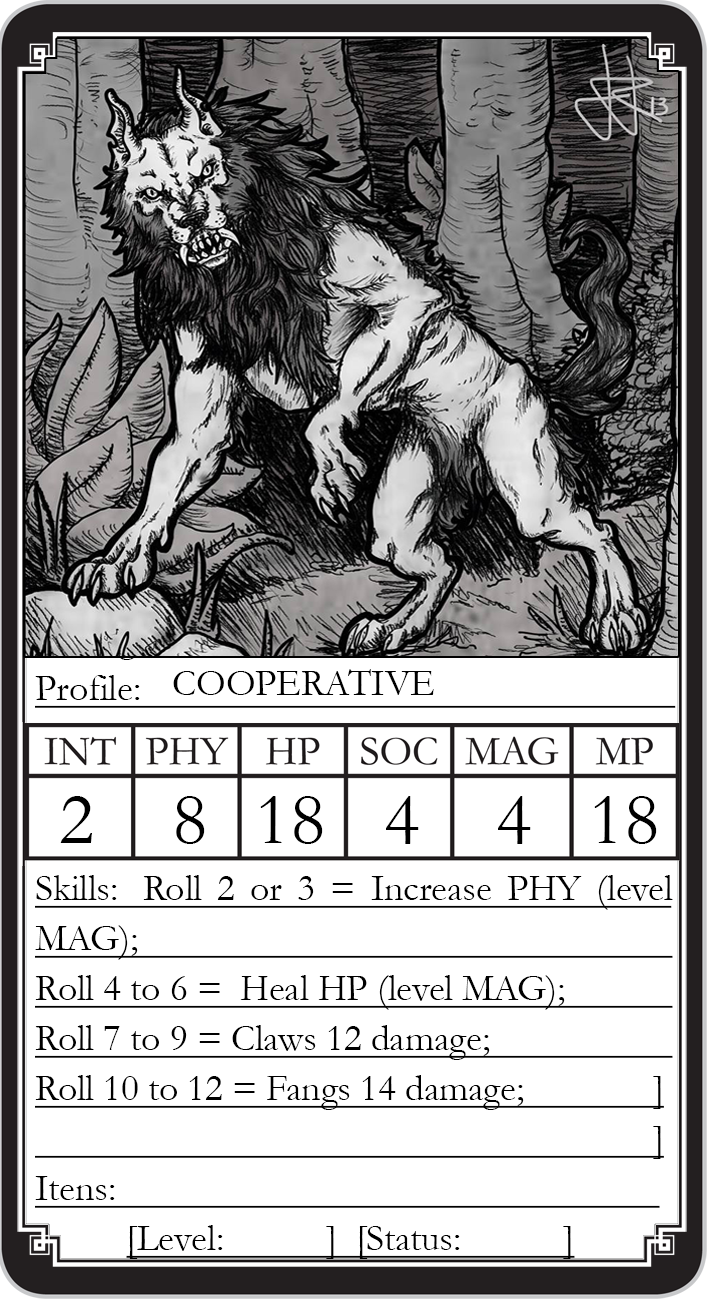 13
Profile: COOPERATIVE
INT PHY HP SOC MAG MP
2 8 18 4 4 18
Skills: Roll 2 or 3 = Increase PHY (level
MAG);
Roll 4 to 6 = Heal HP (level MAG);
Roll 7 to 9 = Claws 12 damage;
Roll 10 to 12 = Fangs 14 damage; ]
]
Itens:
[Level: ] [Status: ]